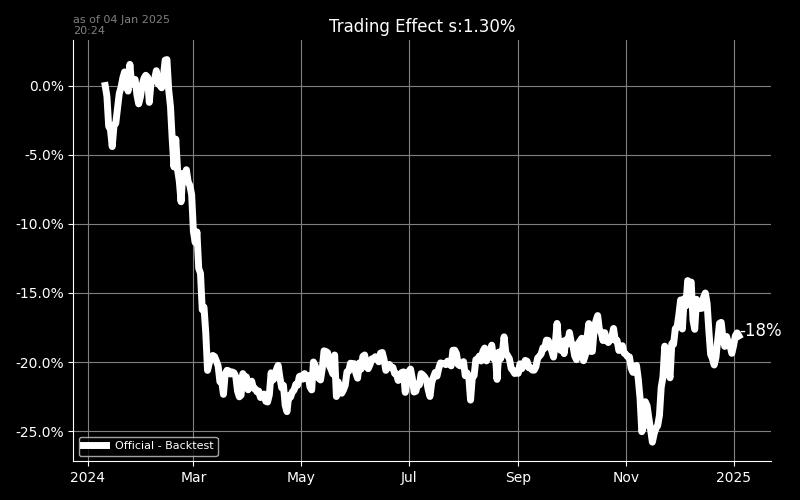 as of 04 Jan 2025
20:24
Trading Effect s:1.30%
0.0%
-5.0%
-10.0%
-15.0%
-18%
-20.0%
-25.0%
Official - Backtest
2024 Mar May Jul Sep Nov 2025